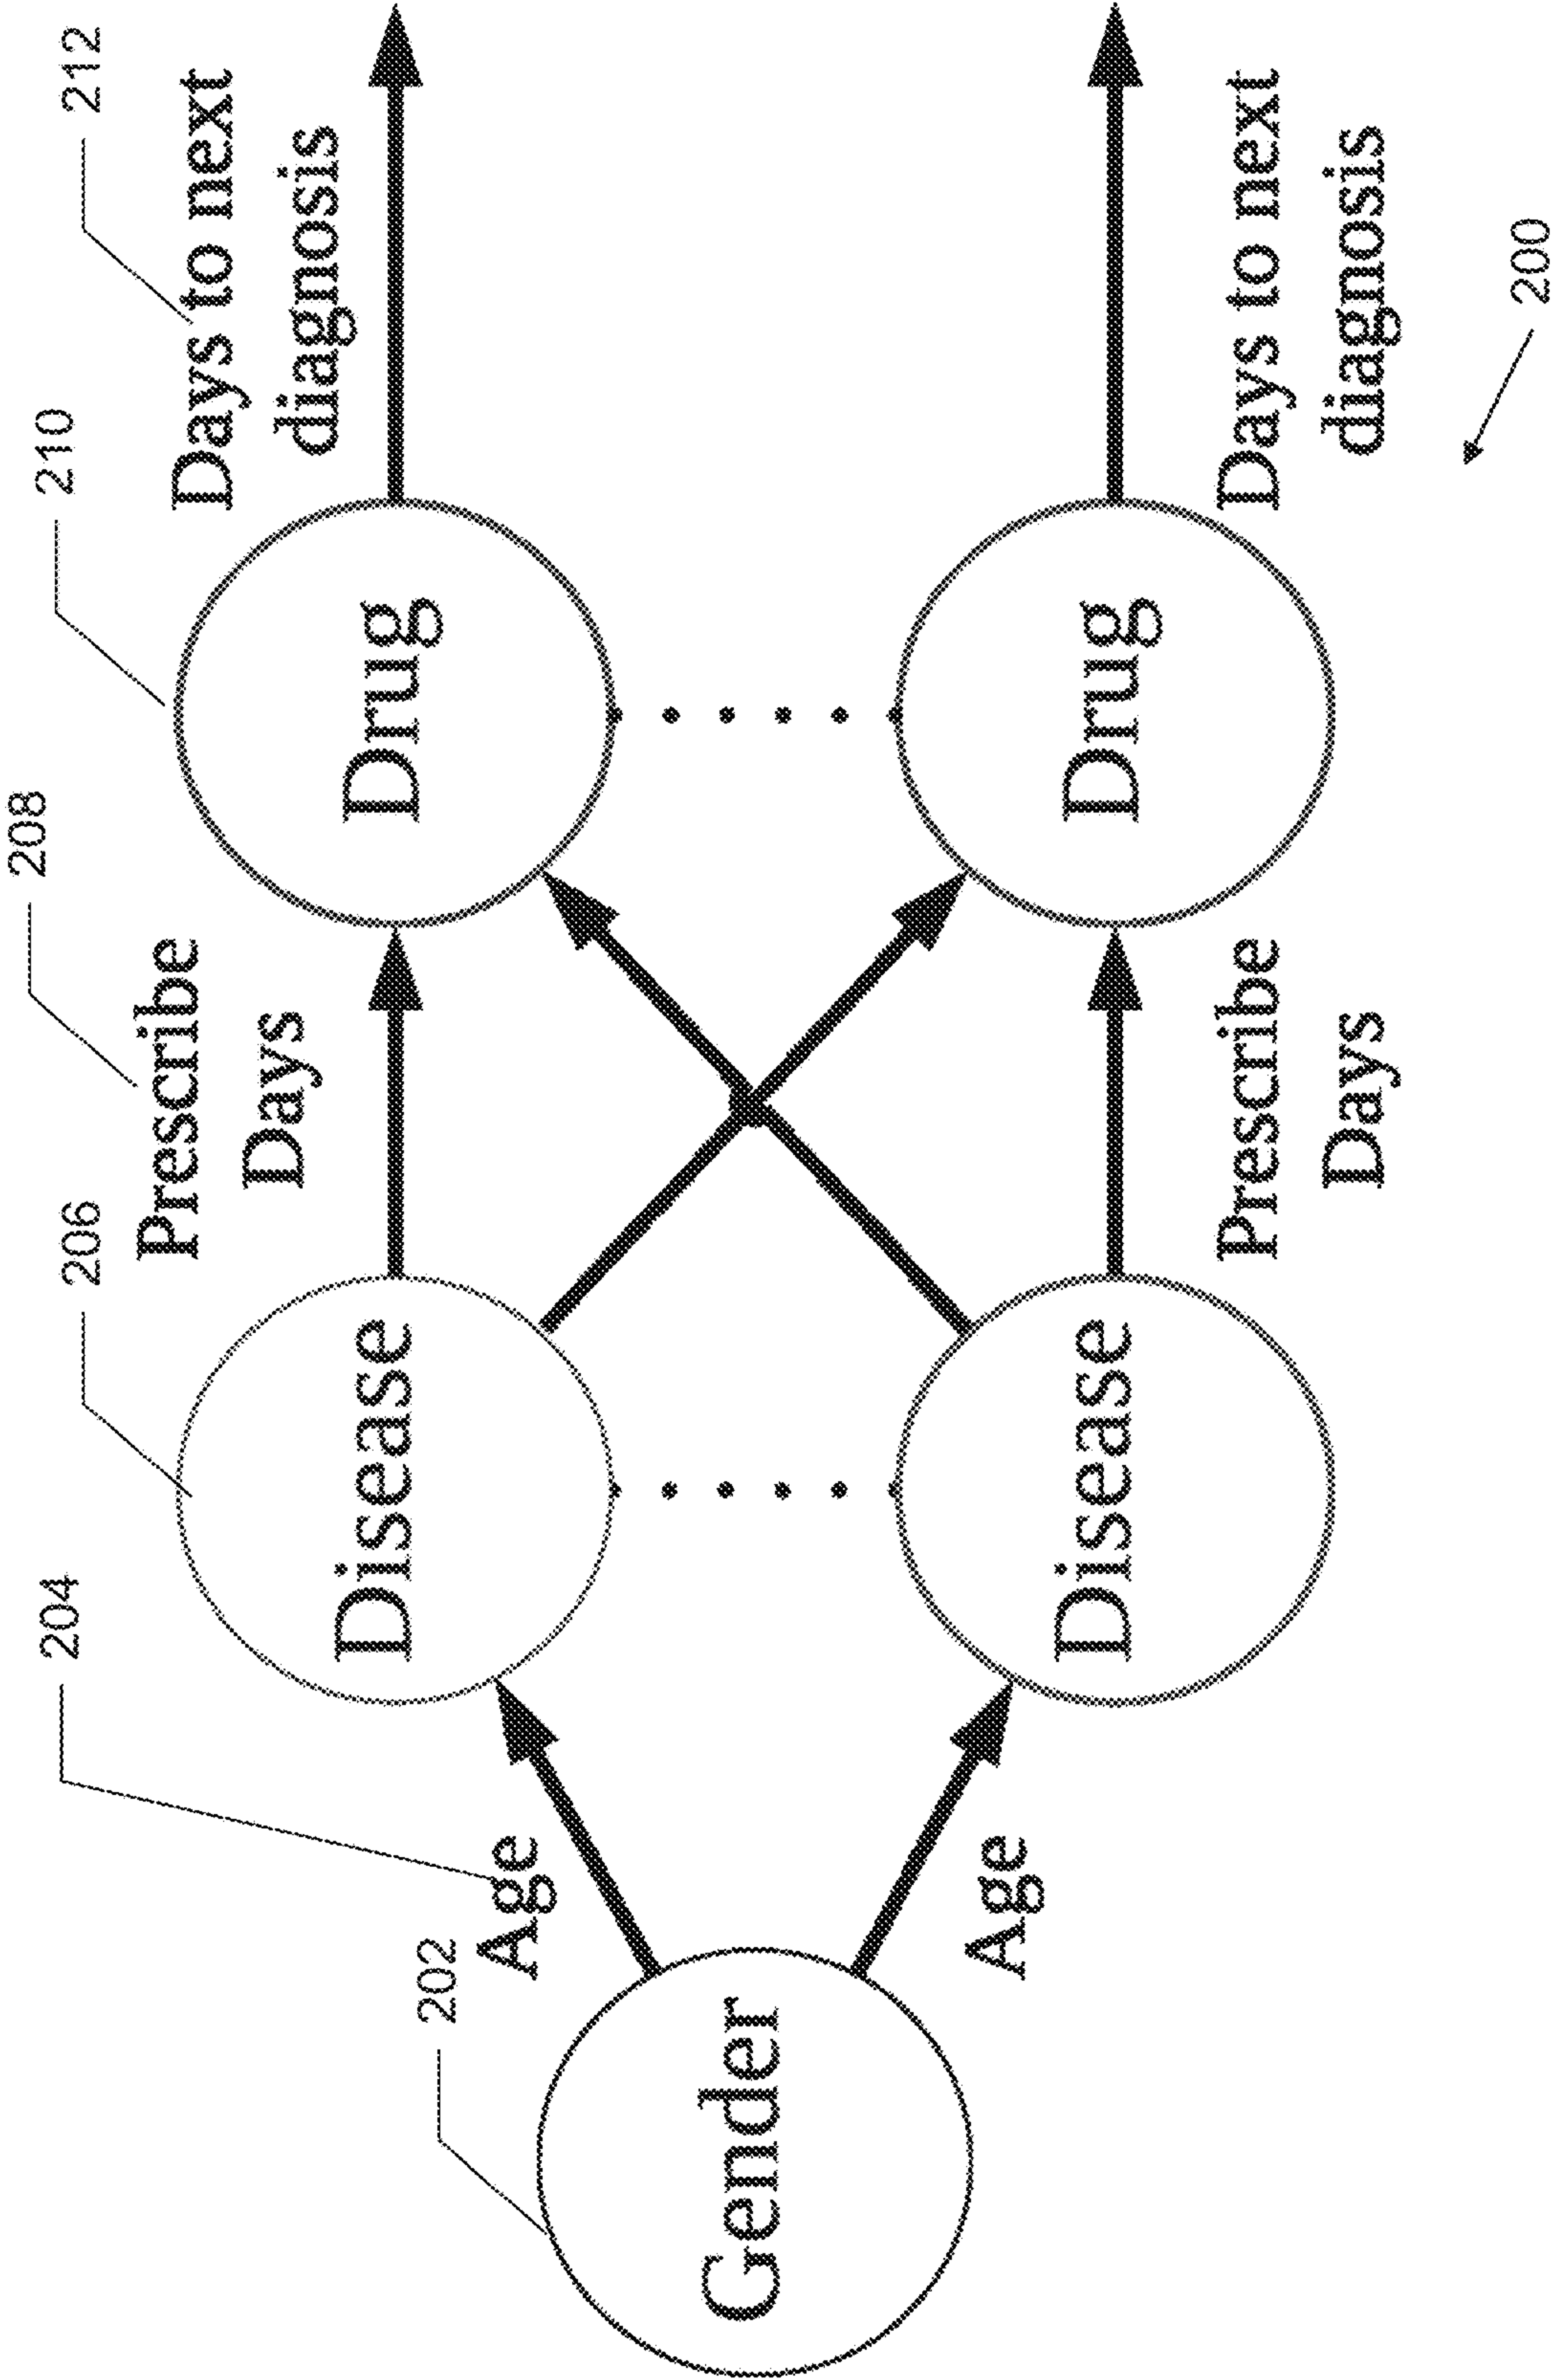 202
Gender
204
Age
Age
206
Disease
Disease
208
Prescribe
Days
Prescribe
Days
210
Drug
Drug
212
Days to next
diagnosis
Days to next
diagnosis
200